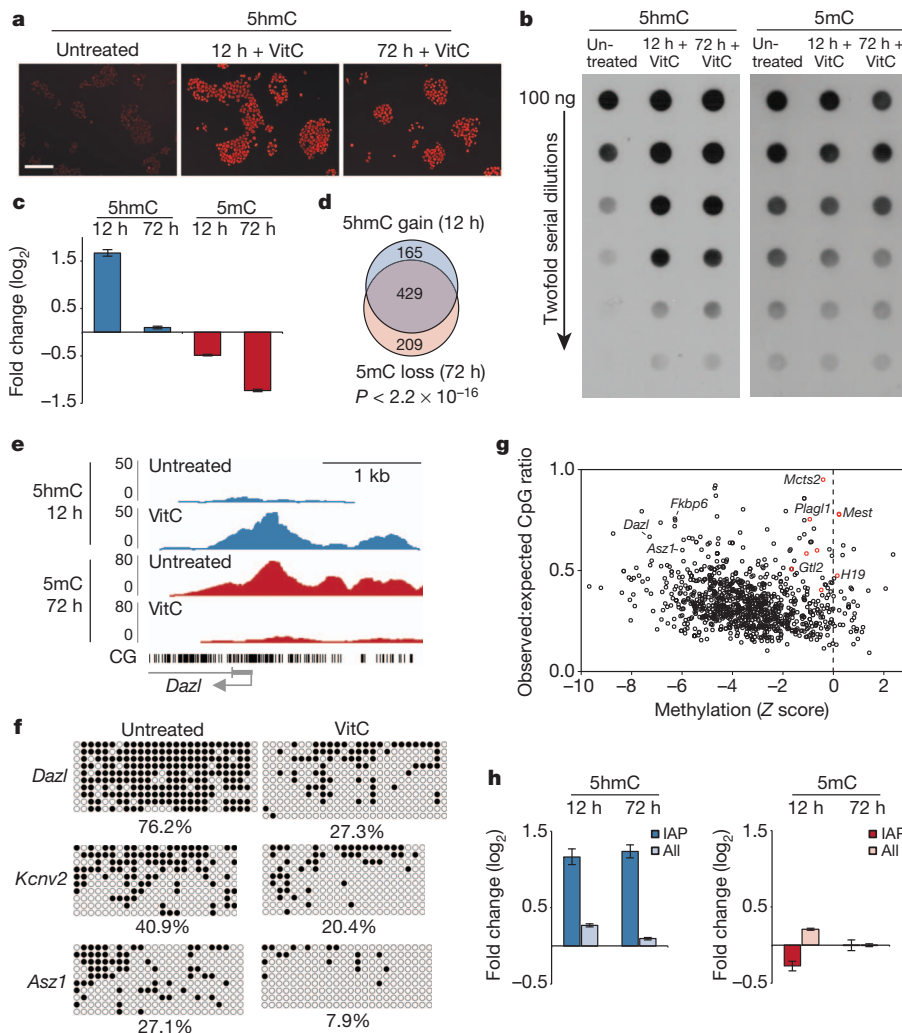 a
5hmC
Untreated
12 h + VitC
72 h + VitC
b
5hmC
5mC
Un-
treated
12 h +
VitC
72 h +
VitC
Un-
treated
12 h +
VitC
72 h +
VitC
100 ng
Twofold serial dilutions
c
5hmC
5mC
12 h
72 h
12 h
72 h
Fold change (log2)
1.5
0.5
−0.5
−1.5
d
5hmC gain (12 h)
165
429
209
5mC loss (72 h)
P < 2.2 × 10−16
e
5hmC
12 h
5mC
72 h
50
0
50
0
80
0
80
0
Untreated
VitC
Untreated
VitC
1 kb
CG
Dazl
f
Untreated
VitC
Dazl
76.2%
27.3%
Kcnv2
40.9%
20.4%
Asz1
27.1%
7.9%
g
Observed:expected CpG ratio
1.0
0.5
0.0
Mcts2
Fkbp6
Plagl1
Mest
Dazl
Asz1
Gtl2
H19
−10
−8
−6
−4
−2
0
2
Methylation (Z score)
h
5hmC
12 h
72 h
IAP
All
Fold change (log2)
1.5
0.5
−0.5
5mC
12 h
72 h
IAP
All
Fold change (log2)
1.5
0.5
−0.5